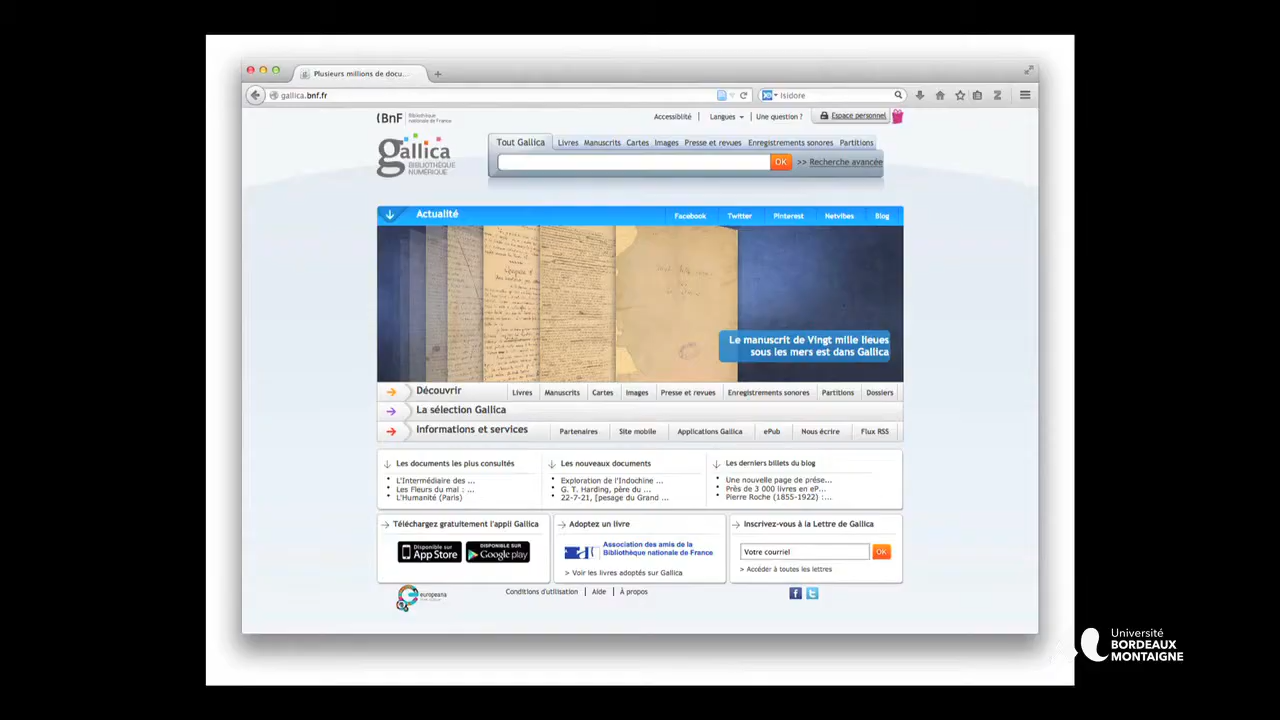 Plusieurs millions de docu...
gallica.bnf.fr
Isidore
BnF Bibliothèque nationale de France
Accessiblité
Langues
Une question ?
Espace personnel
gallica
BIBLIOTHÈQUE
NUMÉRIQUE
Tout Gallica Livres Manuscrits Cartes Images Presse et revues Enregistrements sonores Partitions
OK >> Recherche avancée
Actualité Facebook Twitter Pinterest Netvibes Blog
Le manuscrit de Vingt mille lieues
sous les mers est dans Gallica
Découvrir Livres Manuscrits Cartes Images Presse et revues Enregistrements sonores Partitions Dossiers
La sélection Gallica
Informations et services Partenaires Site mobile Applications Gallica ePub Nous écrire Flux RSS
Les documents les plus consultés
L'Intermédiaire des ...
Les Fleurs du mal : ...
L'Humanité (Paris)
Les nouveaux documents
Exploration de l'Indochine ...
G. T. Harding, père du ...
22-7-21, [pesage du Grand ...
Les derniers billets du blog
Une nouvelle page de prése...
Près de 3 000 livres en eP...
Pierre Roche (1855-1922) :...
Téléchargez gratuitement l'appli Gallica
Disponible sur
App Store
DISPONIBLE SUR
Google play
Adoptez un livre
Association des amis de la
Bibliothèque nationale de France
> Voir les livres adoptés sur Gallica
Inscrivez-vous à la Lettre de Gallica
Votre courriel OK
> Accéder à toutes les lettres
europeana
Conditions d'utilisation Aide À propos
Université
BORDEAUX
MONTAIGNE